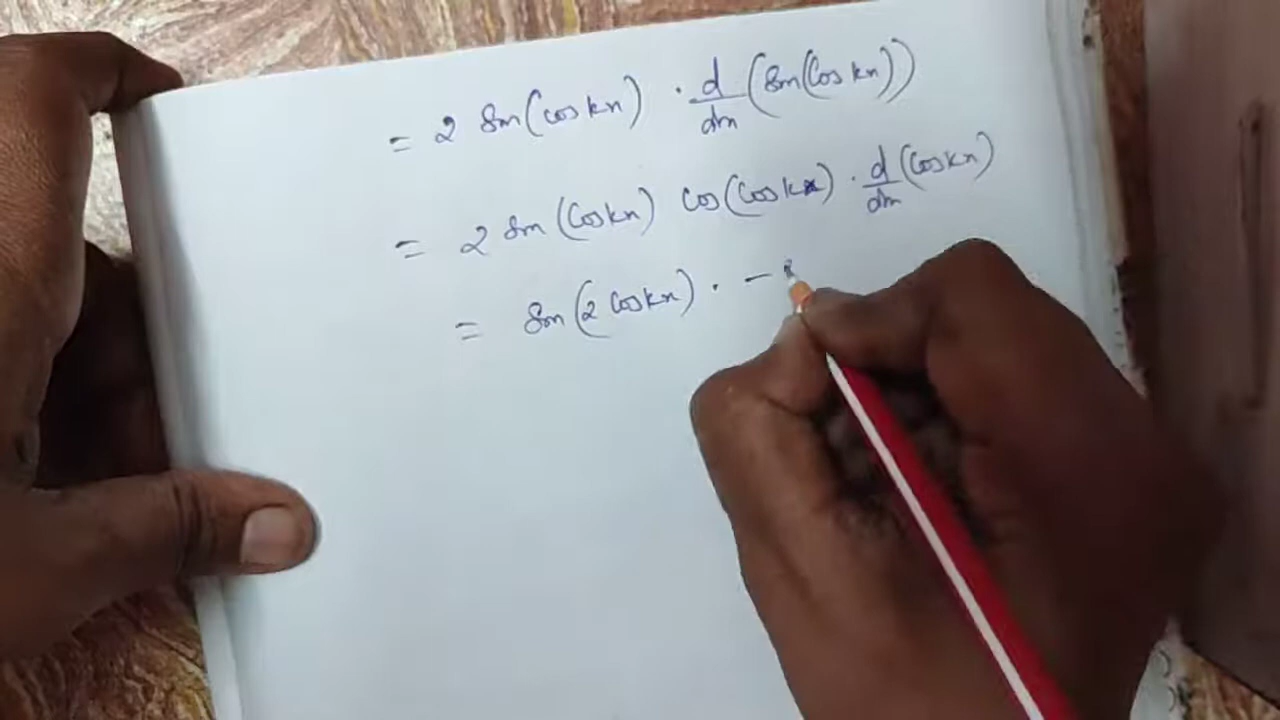 = 2 sin(cos kx) · d/dx (sin(cos kx))
= 2 sin(cos kx) cos(cos kx) · d/dx (cos kx)
= sin(2 cos kx) · - s